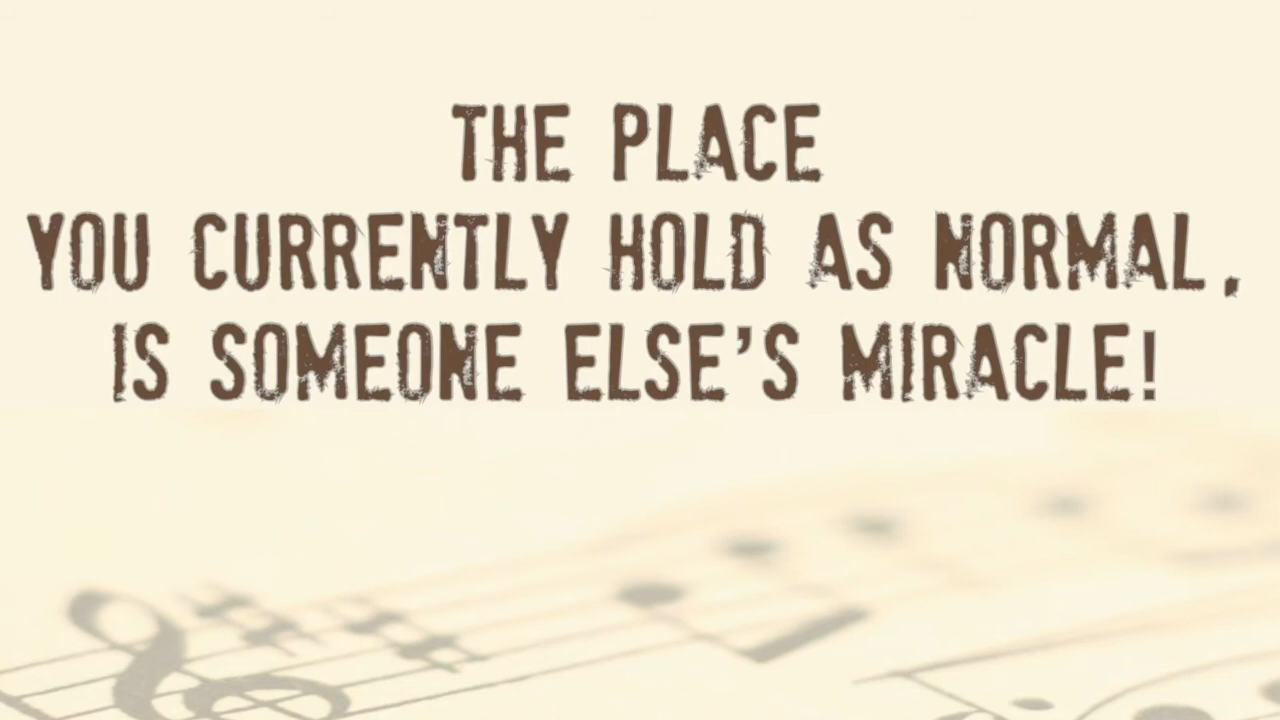 THE PLACE
YOU CURRENTLY HOLD AS NORMAL,
IS SOMEONE ELSE'S MIRACLE!